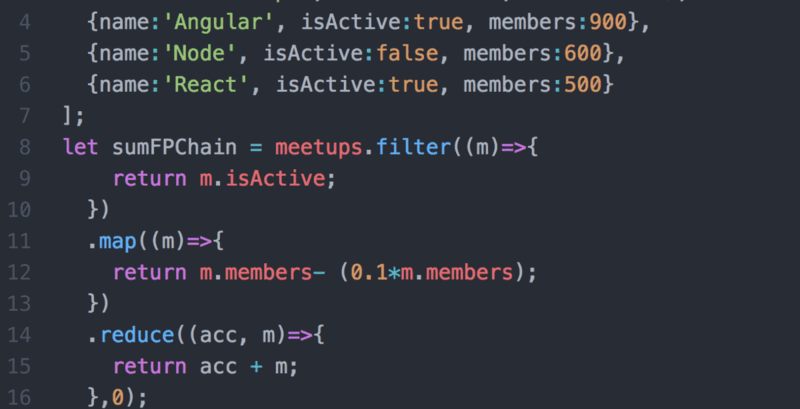 4 {name:'Angular', isActive:true, members:900},
5 {name:'Node', isActive:false, members:600},
6 {name:'React', isActive:true, members:500}
7 ];
8 let sumFPChain = meetups.filter((m)=>{
9 return m.isActive;
10 })
11 .map((m)=>{
12 return m.members- (0.1*m.members);
13 })
14 .reduce((acc, m)=>{
15 return acc + m;
16 },0);